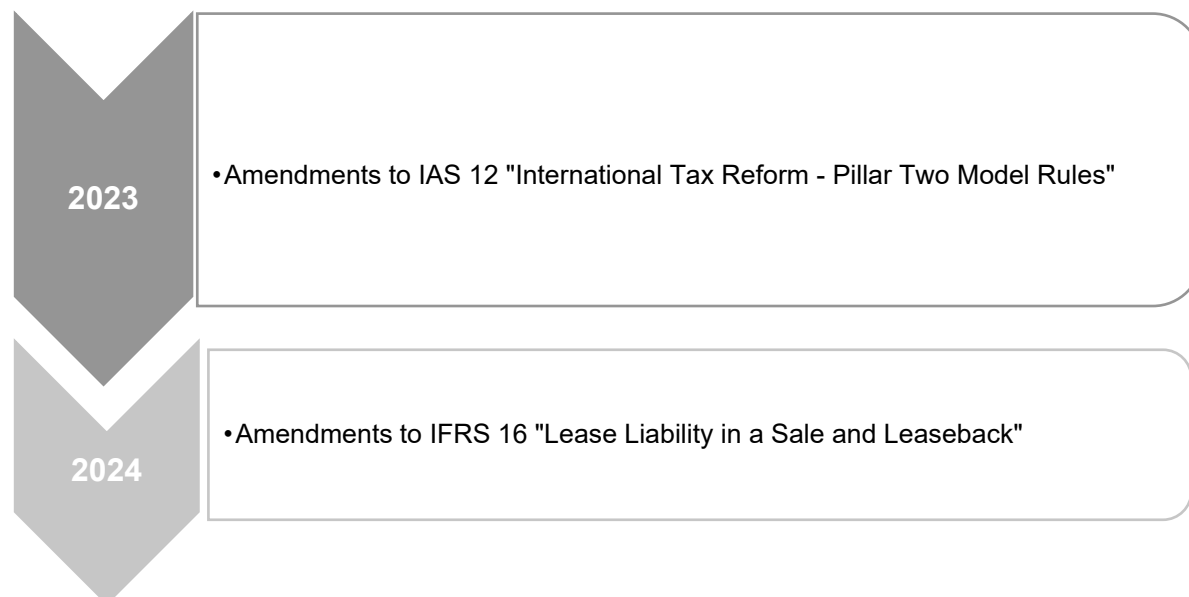 2023
•Amendments to IAS 12 "International Tax Reform - Pillar Two Model Rules"
2024
•Amendments to IFRS 16 "Lease Liability in a Sale and Leaseback"